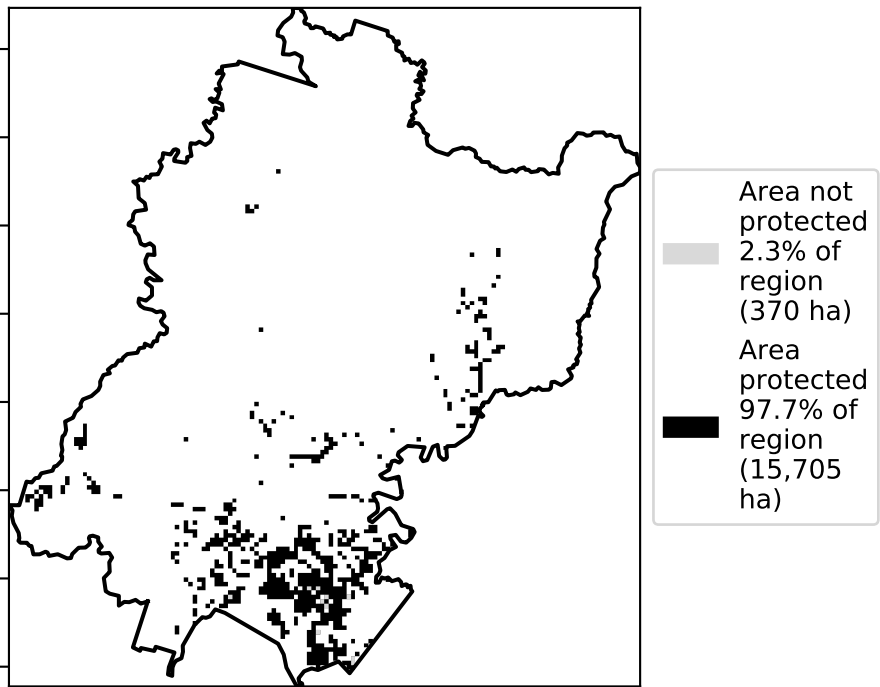 Area not
protected
2.3% of
region
(370 ha)
Area
protected
97.7% of
region
(15,705
ha)